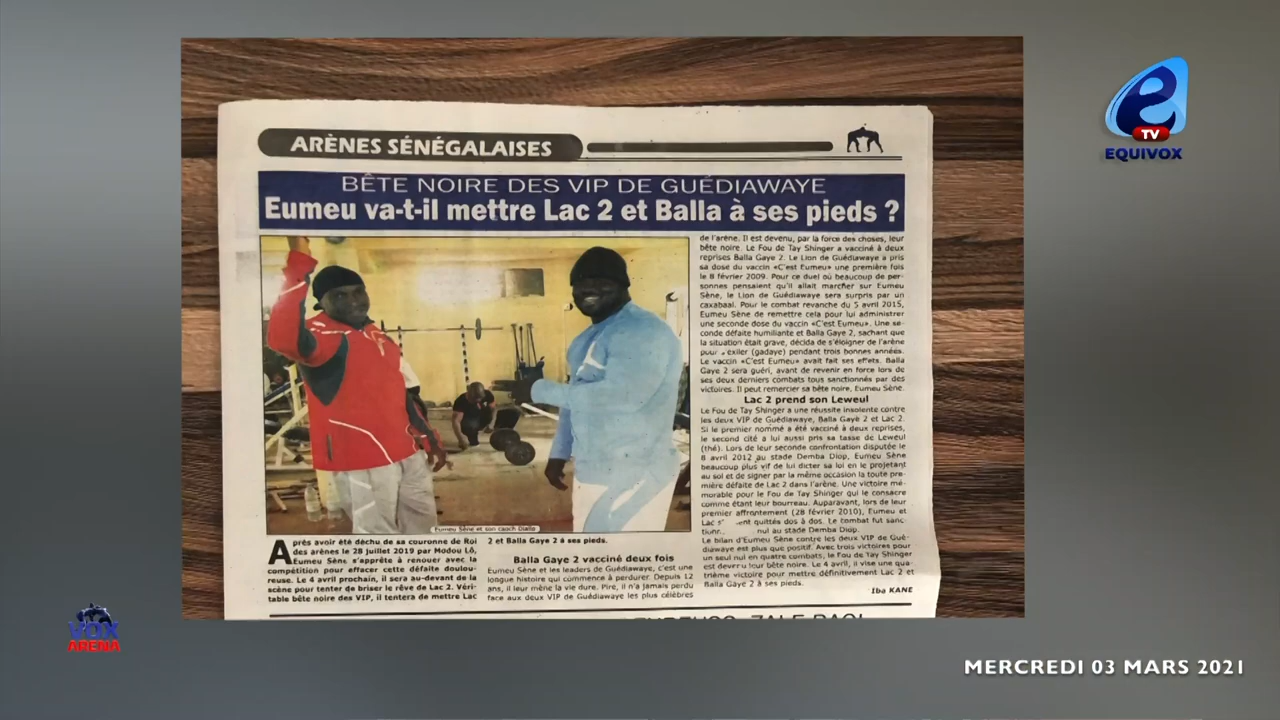 ARÈNES SÉNÉGALAISES
BÊTE NOIRE DES VIP DE GUÉDIAWAYE
Eumeu va-t-il mettre Lac 2 et Balla à ses pieds ?
Eumeu Sène et son coach Diallo
Après avoir été déchu de sa couronne de Roi
des arènes le 28 juillet 2019 par Modou Lô,
Eumeu Sène s'apprête à renouer avec la
compétition pour effacer cette défaite doulou-
reuse. Le 4 avril prochain, il sera au-devant de la
scène pour tenter de briser le rêve de Lac 2. Véri-
table bête noire des VIP, il tentera de mettre Lac
2 et Balla Gaye 2 à ses pieds.
Balla Gaye 2 vacciné deux fois
Eumeu Sène et les leaders de Guédiawaye, c'est une
longue histoire qui commence à perdurer. Depuis 12
ans, il leur mène la vie dure. Pire, il n'a jamais perdu
face aux deux VIP de Guédiawaye les plus célèbres
de l'arène. Il est devenu, par la force des choses, leur
bête noire. Le Fou de Tay Shinger a vacciné à deux
reprises Balla Gaye 2. Le Lion de Guédiawaye a pris
sa dose du vaccin «C'est Eumeu» une première fois
le 8 février 2009. Pour ce duel où beaucoup de per-
sonnes pensaient qu'il allait marcher sur Eumeu
Sène, le Lion de Guédiawaye sera surpris par un
caxabaal. Pour le combat revanche du 5 avril 2015,
Eumeu Sène de remettre cela pour lui administrer
une seconde dose du vaccin «C'est Eumeu». Une se-
conde défaite humiliante et Balla Gaye 2, sachant que
la situation était grave, décida de s'éloigner de l'arène
pour s'exiler (gadaye) pendant trois bonnes années.
Le vaccin «C'est Eumeu» avait fait ses effets. Balla
Gaye 2 sera guéri, avant de revenir en force lors de
ses deux derniers combats tous sanctionnés par des
victoires. Il peut remercier sa bête noire, Eumeu Sène.
Lac 2 prend son Leweul
Le Fou de Tay Shinger a une réussite insolente contre
les deux VIP de Guédiawaye, Balla Gaye 2 et Lac 2.
Si le premier nommé a été vacciné à deux reprises,
le second cité a lui aussi pris sa tasse de Leweul
(thé). Lors de leur seconde confrontation disputée le
8 avril 2012 au stade Demba Diop, Eumeu Sène
beaucoup plus vif de lui dicter sa loi en le projetant
au sol et de signer par la même occasion la toute pre-
mière défaite de Lac 2 dans l'arène. Une victoire mé-
morable pour le Fou de Tay Shinger qui le consacre
comme étant leur bourreau. Auparavant, lors de leur
premier affrontement (28 février 2010), Eumeu et
Lac quittés dos à dos. Le combat fut sanc-
nul au stade Demba Diop.
Le bilan d'Eumeu Sène contre les deux VIP de Gué-
diawaye est plus que positif. Avec trois victoires pour
un seul nul en quatre combats, le Fou de Tay Shinger
est devenu leur bête noire. Le 4 avril, il vise une qua-
trième victoire pour mettre définitivement Lac 2 et
Balla Gaye 2 à ses pieds.
Iba KANE
e
TV
EQUIVOX
VOX
ARENA
MERCREDI 03 MARS 2021